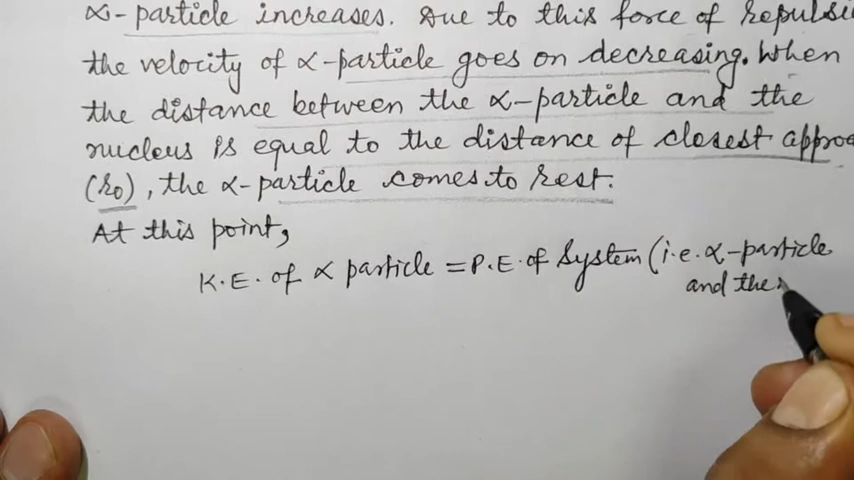 α-particle increases. Due to this force of repulsi
the velocity of α-particle goes on decreasing. When
the distance between the α-particle and the
nucleus is equal to the distance of closest approa
(r₀), the α-particle comes to rest.
At this point,
K.E. of α particle = P.E. of System (i.e. α-particle
and the